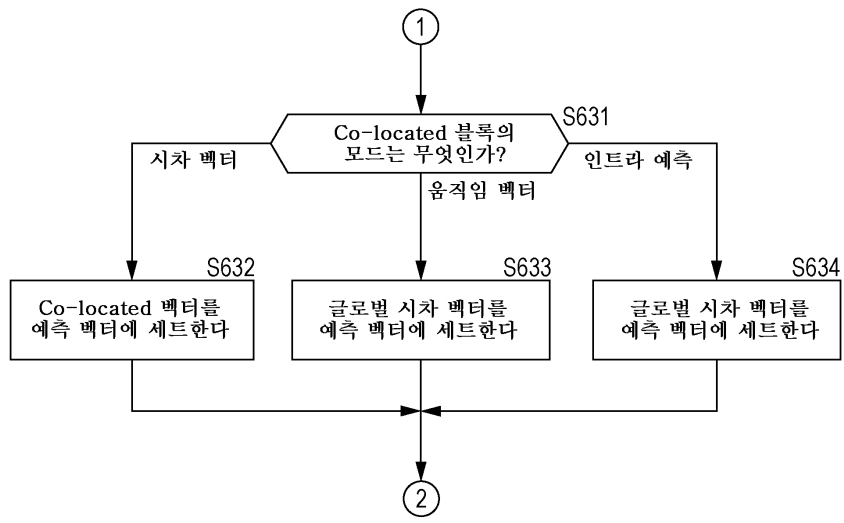 1
S631
Co-located 블록의
모드는 무엇인가?
시차 벡터
인트라 예측
움직임 벡터
S632
S633
S634
Co-located 벡터를
예측 벡터에 세트한다
글로벌 시차 벡터를
예측 벡터에 세트한다
글로벌 시차 벡터를
예측 벡터에 세트한다
2